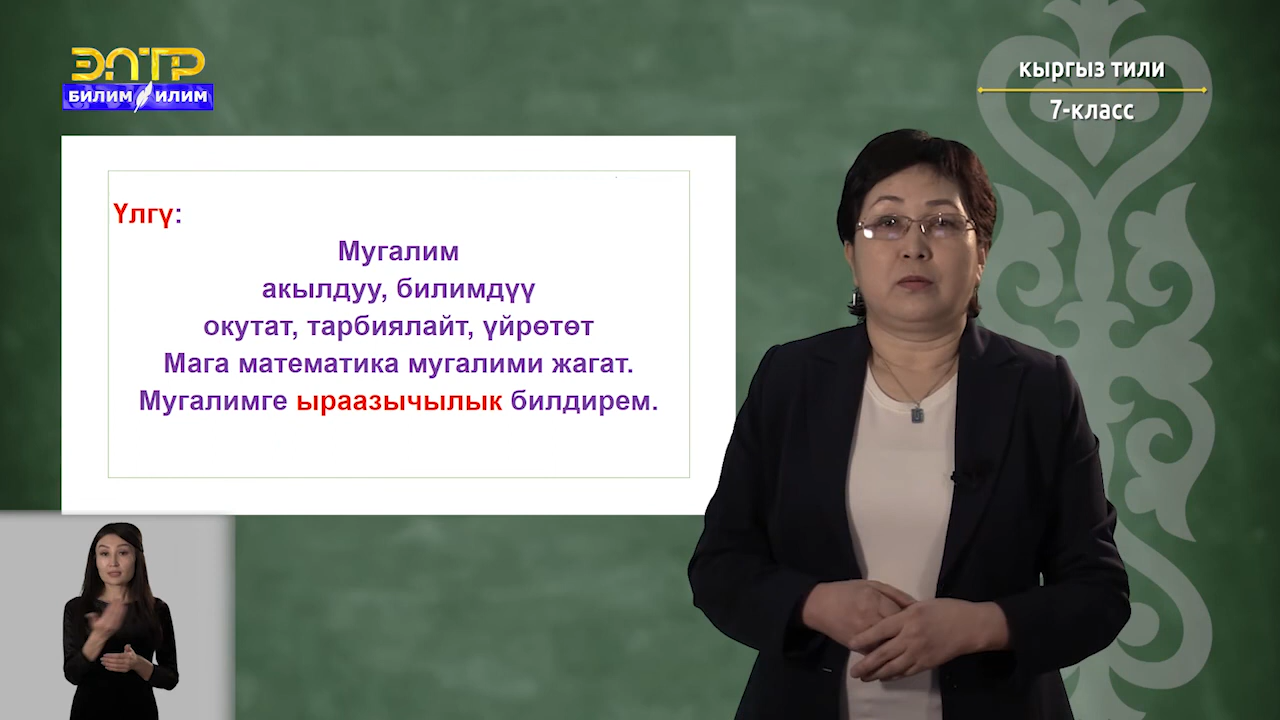 ЭЛТР
БИЛИМ ИЛИМ
кыргыз тили
7-класс
Үлгү:
Мугалим
акылдуу, билимдүү
окутат, тарбиялайт, үйрөтөт
Мага математика мугалими жагат.
Мугалимге ыраазычылык билдирем.